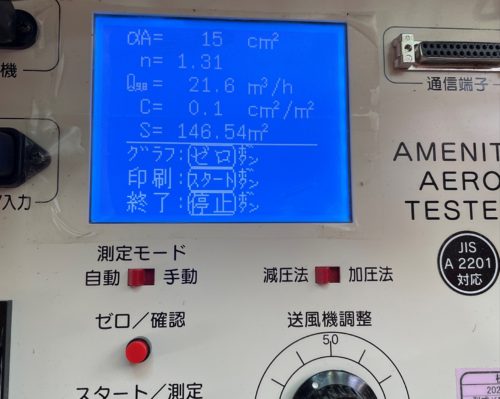 αA= 15 cm²
n= 1.31
Q9.8= 21.6 m³/h
C= 0.1 cm²/m²
S= 146.54m²
グラフ:ゼロボタン
印刷:スタートボタン
終了:停止ボタン
機
通信端子
入力
AMENIT
AERO
TESTE
JIS
A 2201
対応
測定モード
自動 手動
減圧法 加圧法
ゼロ/確認
送風機調整
50
スタート/測定